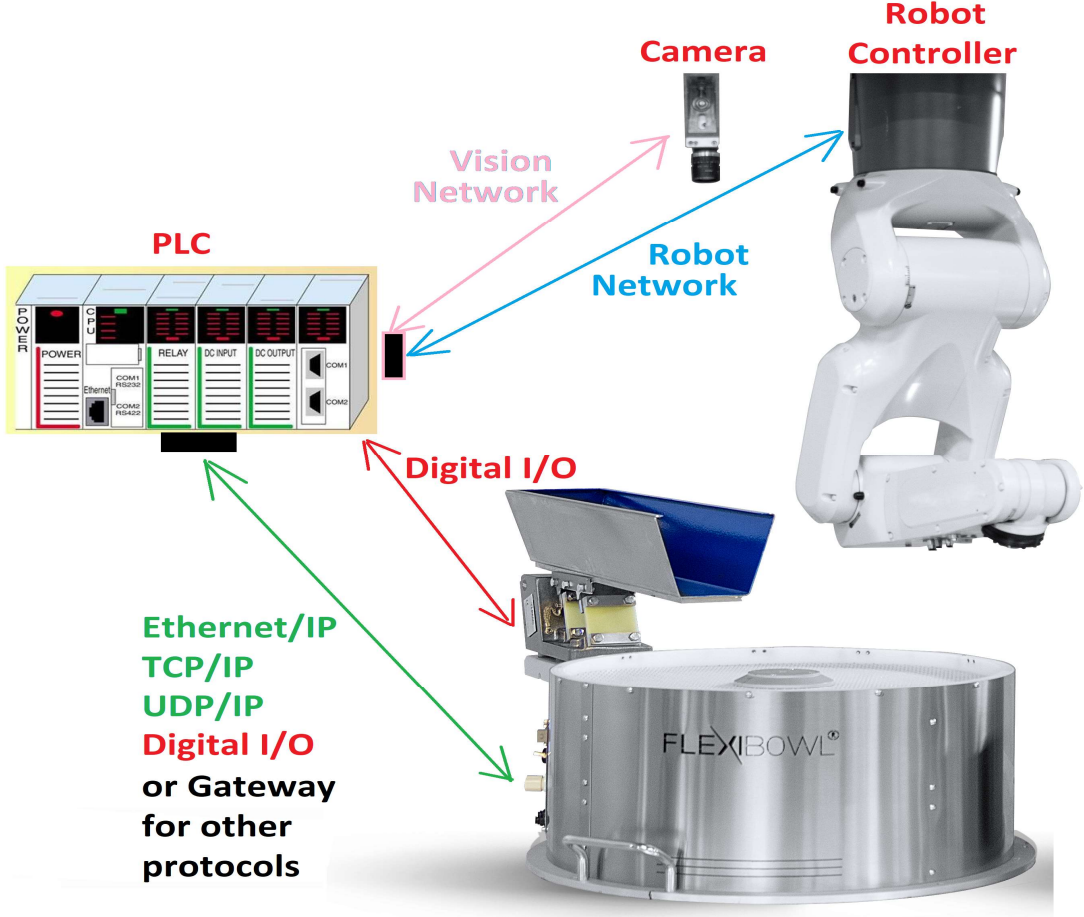 Robot
Controller
Camera
Vision
Network
PLC
Robot
Network
POWER
CPU
POWER
RELAY
DC INPUT
DC OUTPUT
COM1
RS232
COM2
RS422
Ethernet
COM1
COM2
Digital I/O
Ethernet/IP
TCP/IP
UDP/IP
Digital I/O
or Gateway
for other
protocols
FLEXIBOWL®